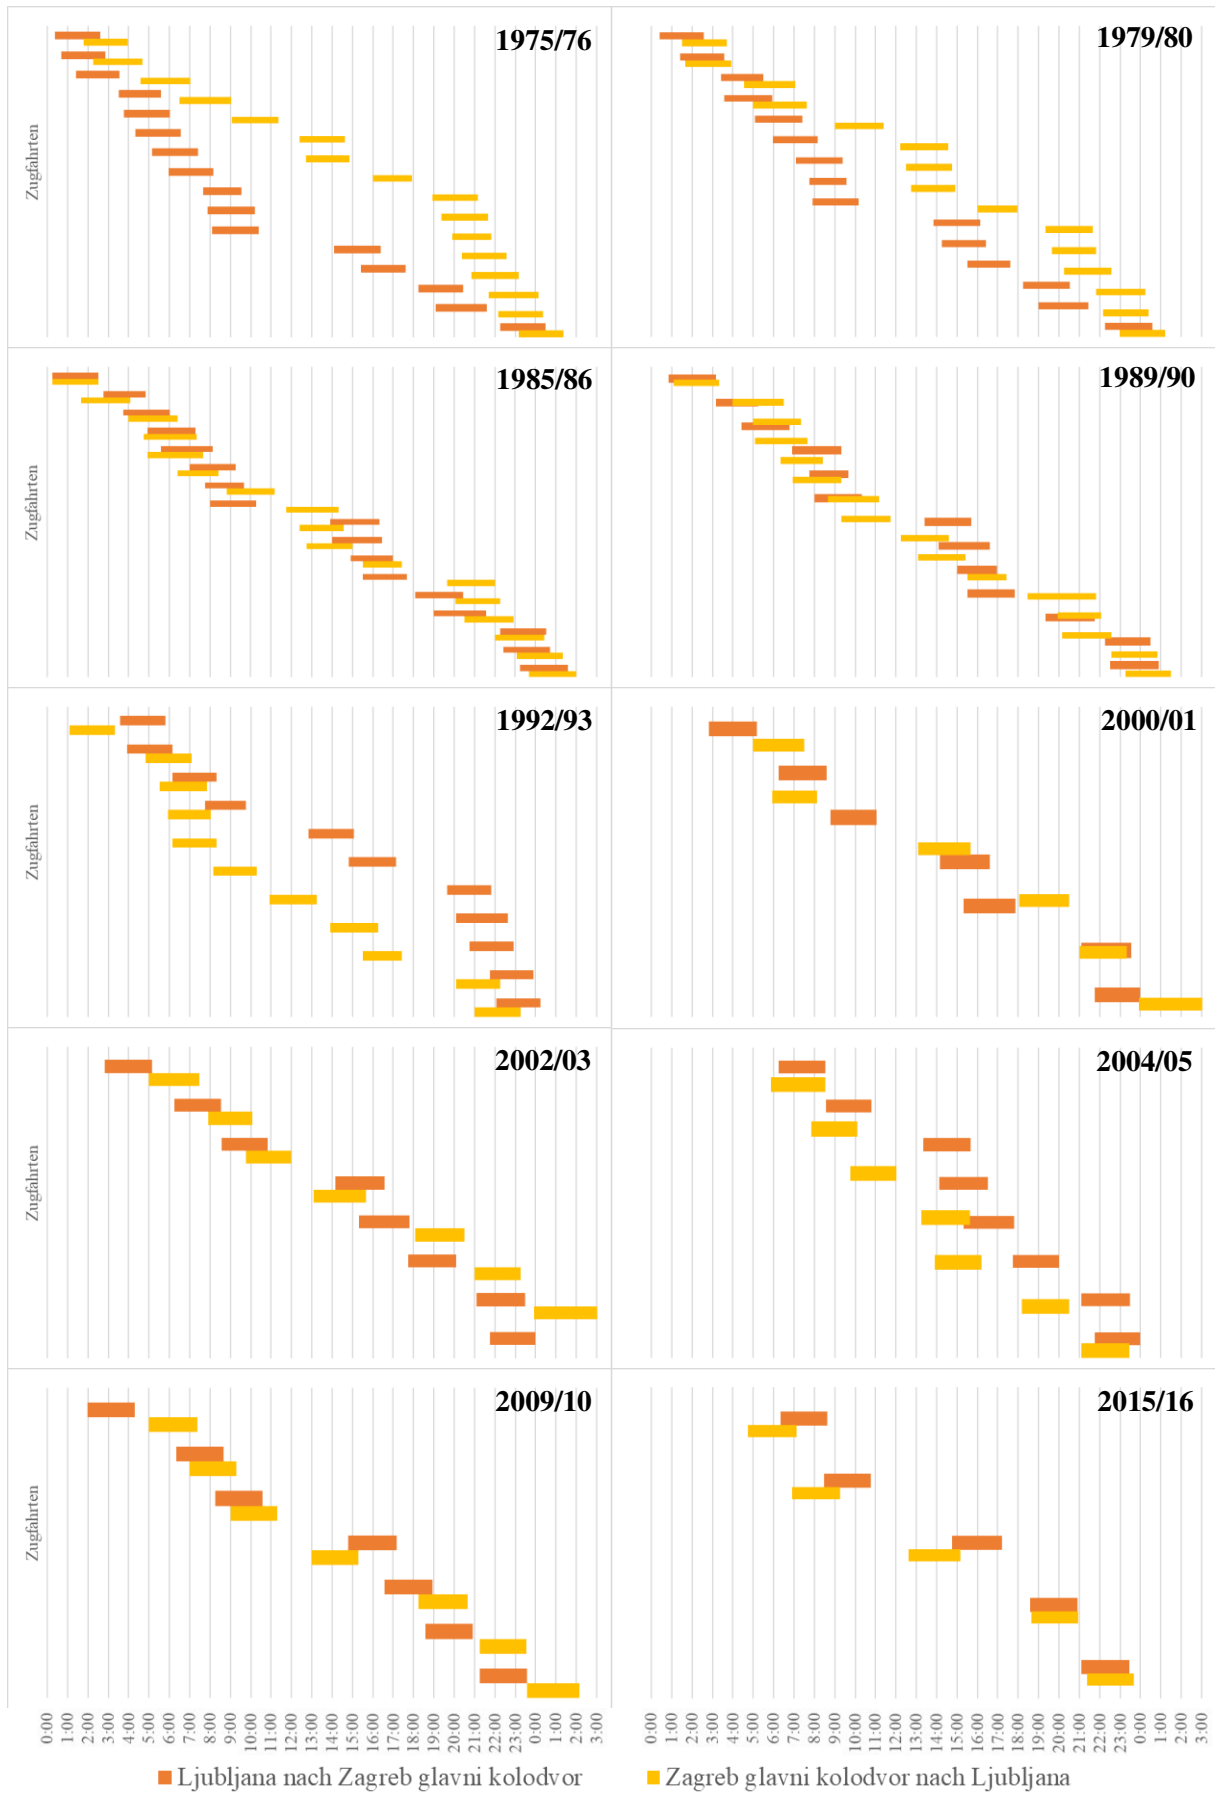 1975/76
1979/80
Zugfahrten
1985/86
1989/90
Zugfahrten
1992/93
2000/01
Zugfahrten
2002/03
2004/05
Zugfahrten
2009/10
2015/16
Zugfahrten
0:00 1:00 2:00 3:00 4:00 5:00 6:00 7:00 8:00 9:00 10:00 11:00 12:00 13:00 14:00 15:00 16:00 17:00 18:00 19:00 20:00 21:00 22:00 23:00 0:00 1:00 2:00 3:00
0:00 1:00 2:00 3:00 4:00 5:00 6:00 7:00 8:00 9:00 10:00 11:00 12:00 13:00 14:00 15:00 16:00 17:00 18:00 19:00 20:00 21:00 22:00 23:00 0:00 1:00 2:00 3:00
Ljubljana nach Zagreb glavni kolodvor
Zagreb glavni kolodvor nach Ljubljana